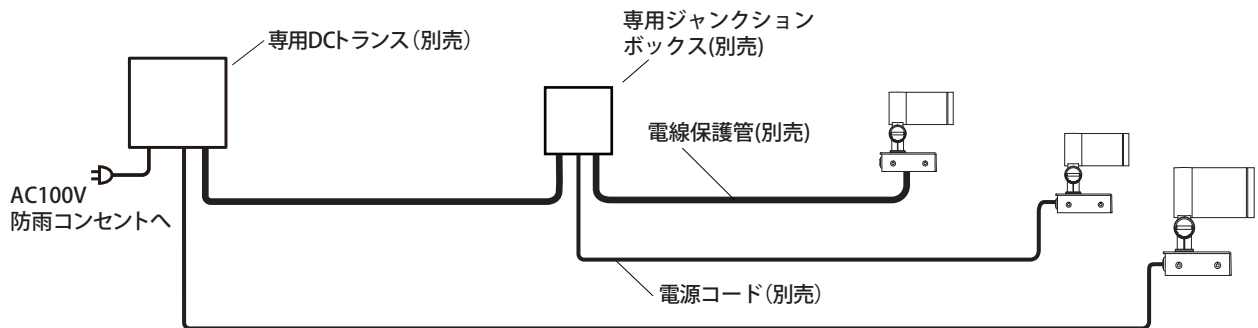 専用DCトランス（別売）
専用ジャンクション
ボックス(別売)
電線保護管(別売)
AC100V
防雨コンセントへ
電源コード（別売）